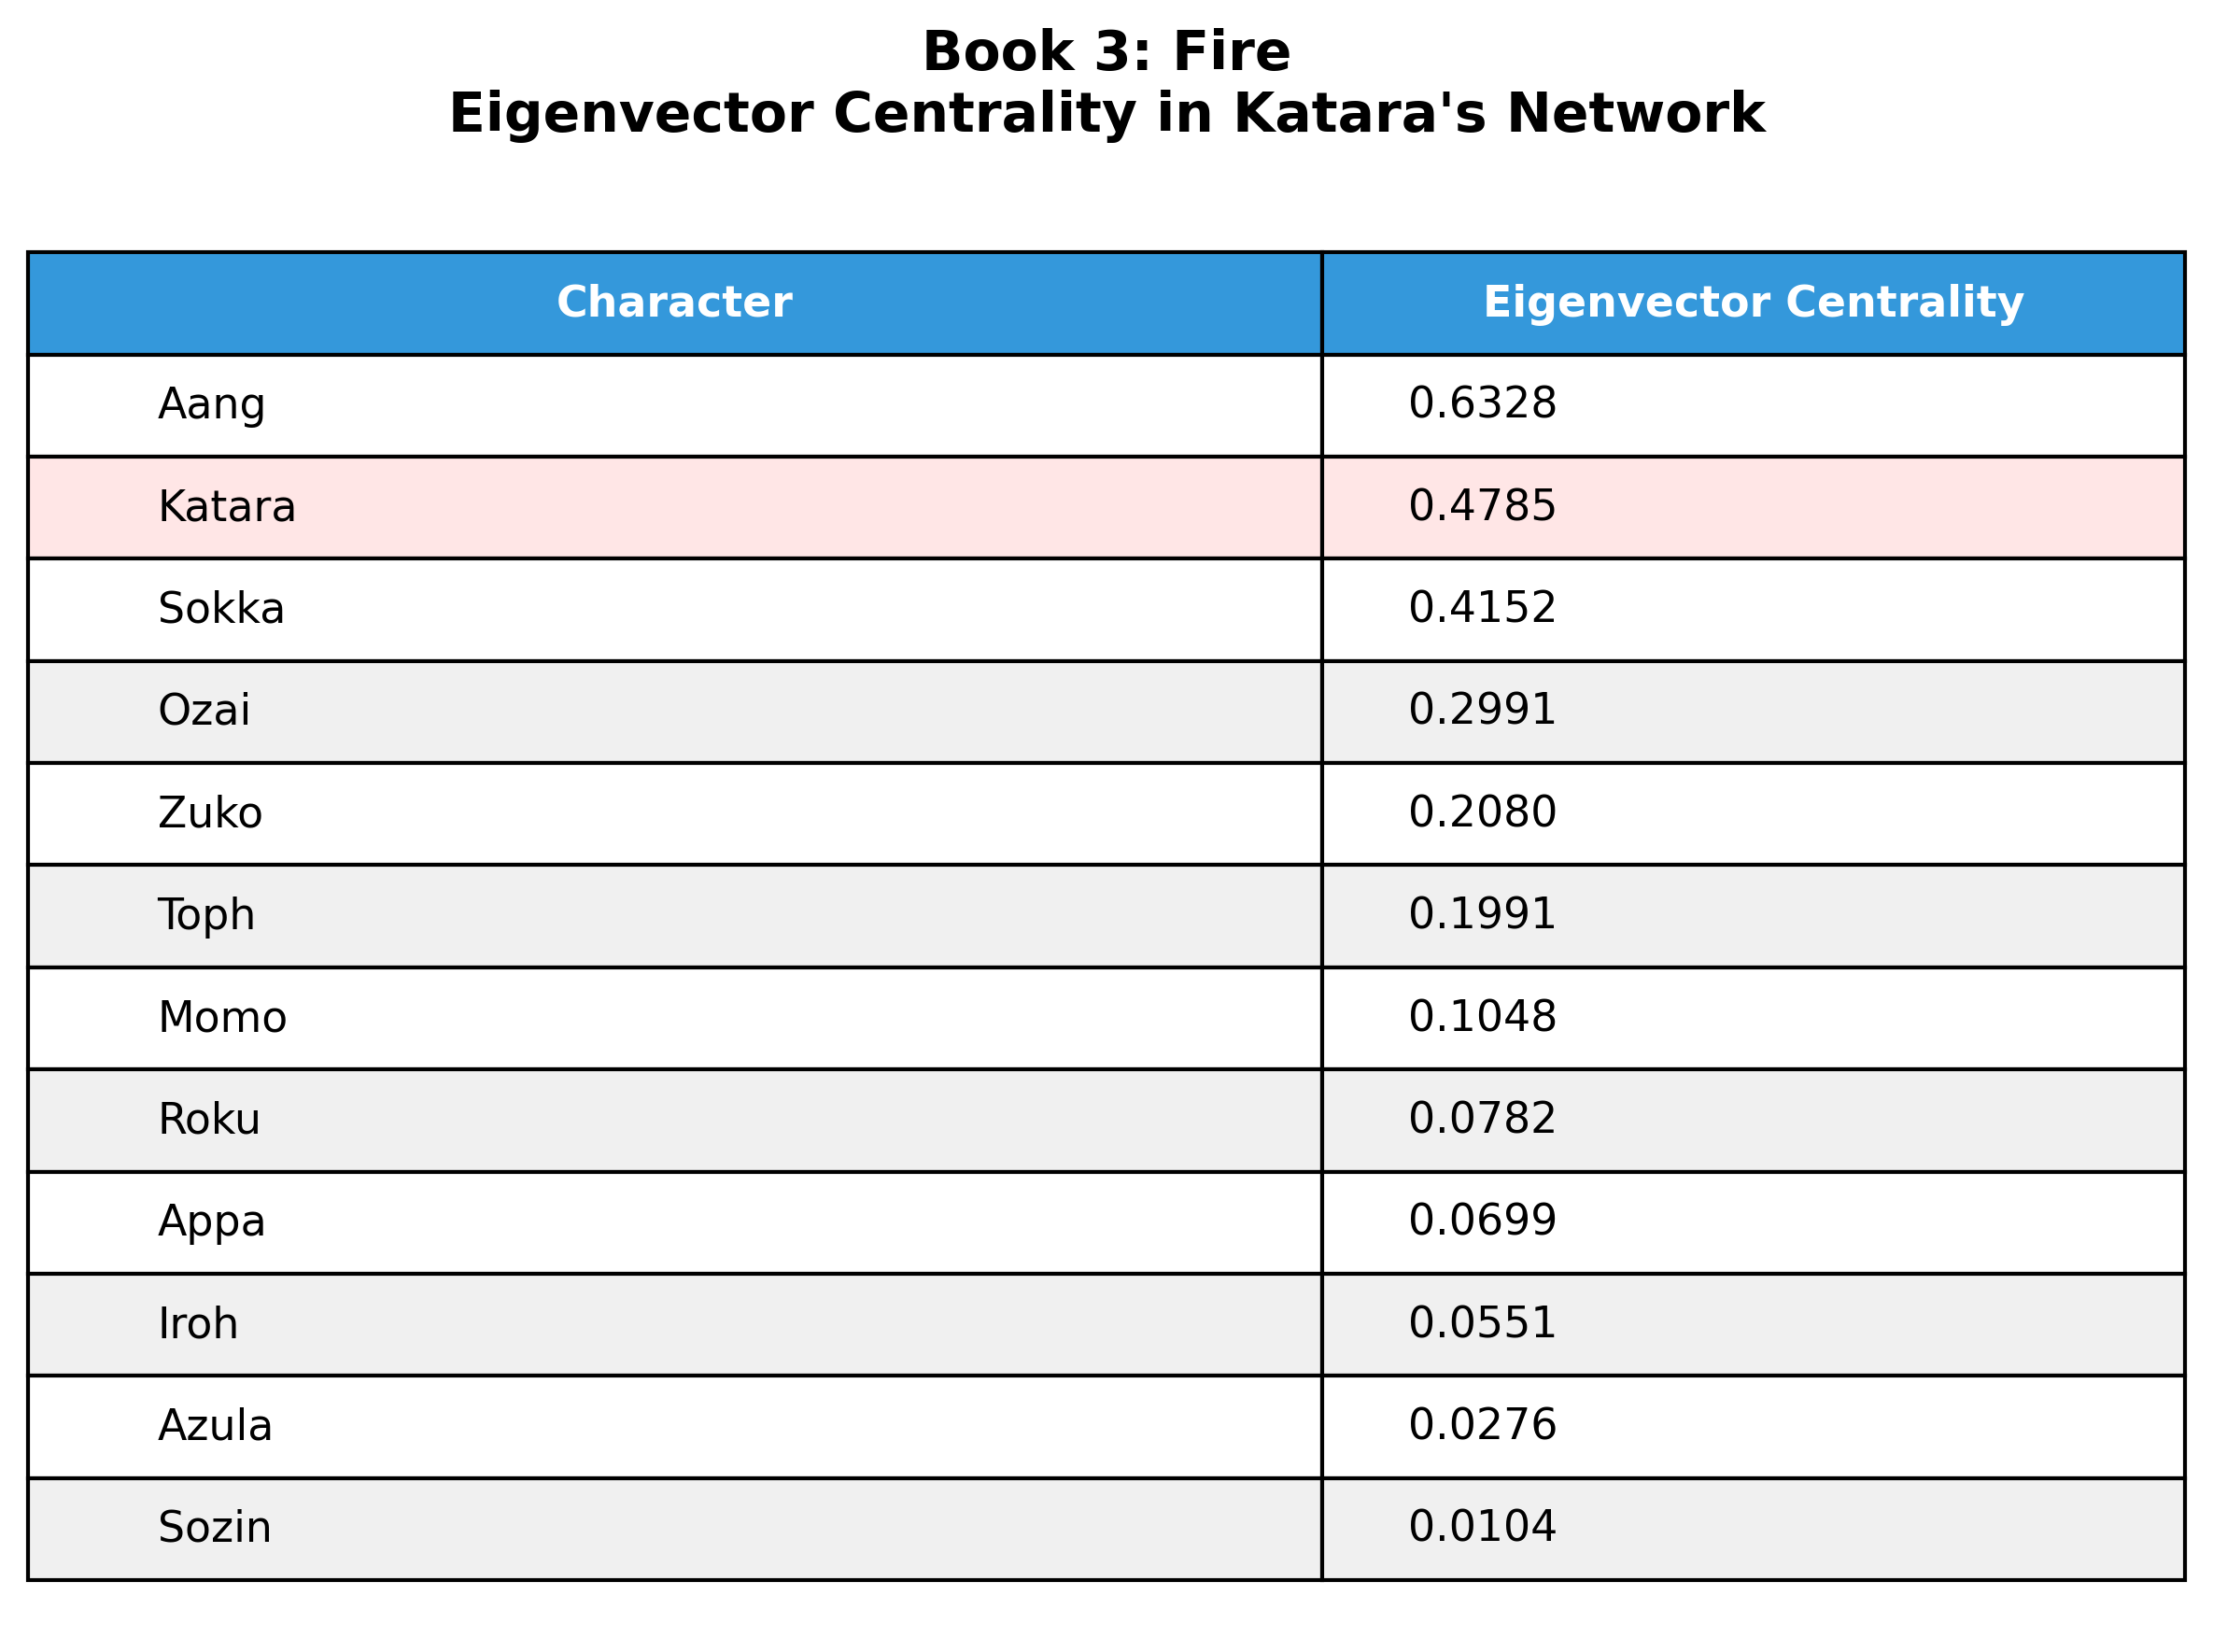 Book 3: Fire
Eigenvector Centrality in Katara's Network
Character Eigenvector Centrality
Aang 0.6328
Katara 0.4785
Sokka 0.4152
Ozai 0.2991
Zuko 0.2080
Toph 0.1991
Momo 0.1048
Roku 0.0782
Appa 0.0699
Iroh 0.0551
Azula 0.0276
Sozin 0.0104